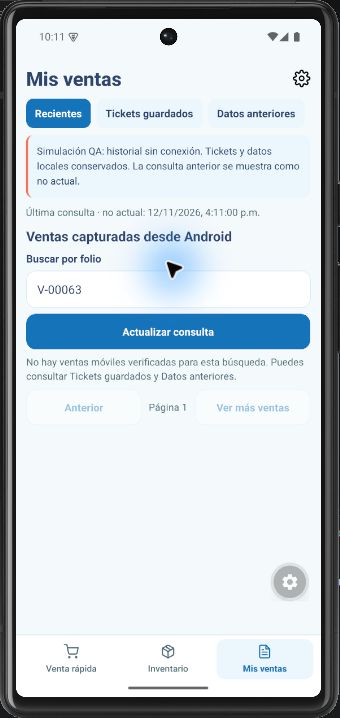 10:11
Mis ventas
Recientes
Tickets guardados
Datos anteriores
Simulación QA: historial sin conexión. Tickets y datos
locales conservados. La consulta anterior se muestra como
no actual.
Última consulta · no actual: 12/11/2026, 4:11:00 p.m.
Ventas capturadas desde Android
Buscar por folio
V-00063
Actualizar consulta
No hay ventas móviles verificadas para esta búsqueda. Puedes
consultar Tickets guardados y Datos anteriores.
Anterior
Página 1
Ver más ventas
Venta rápida
Inventario
Mis ventas